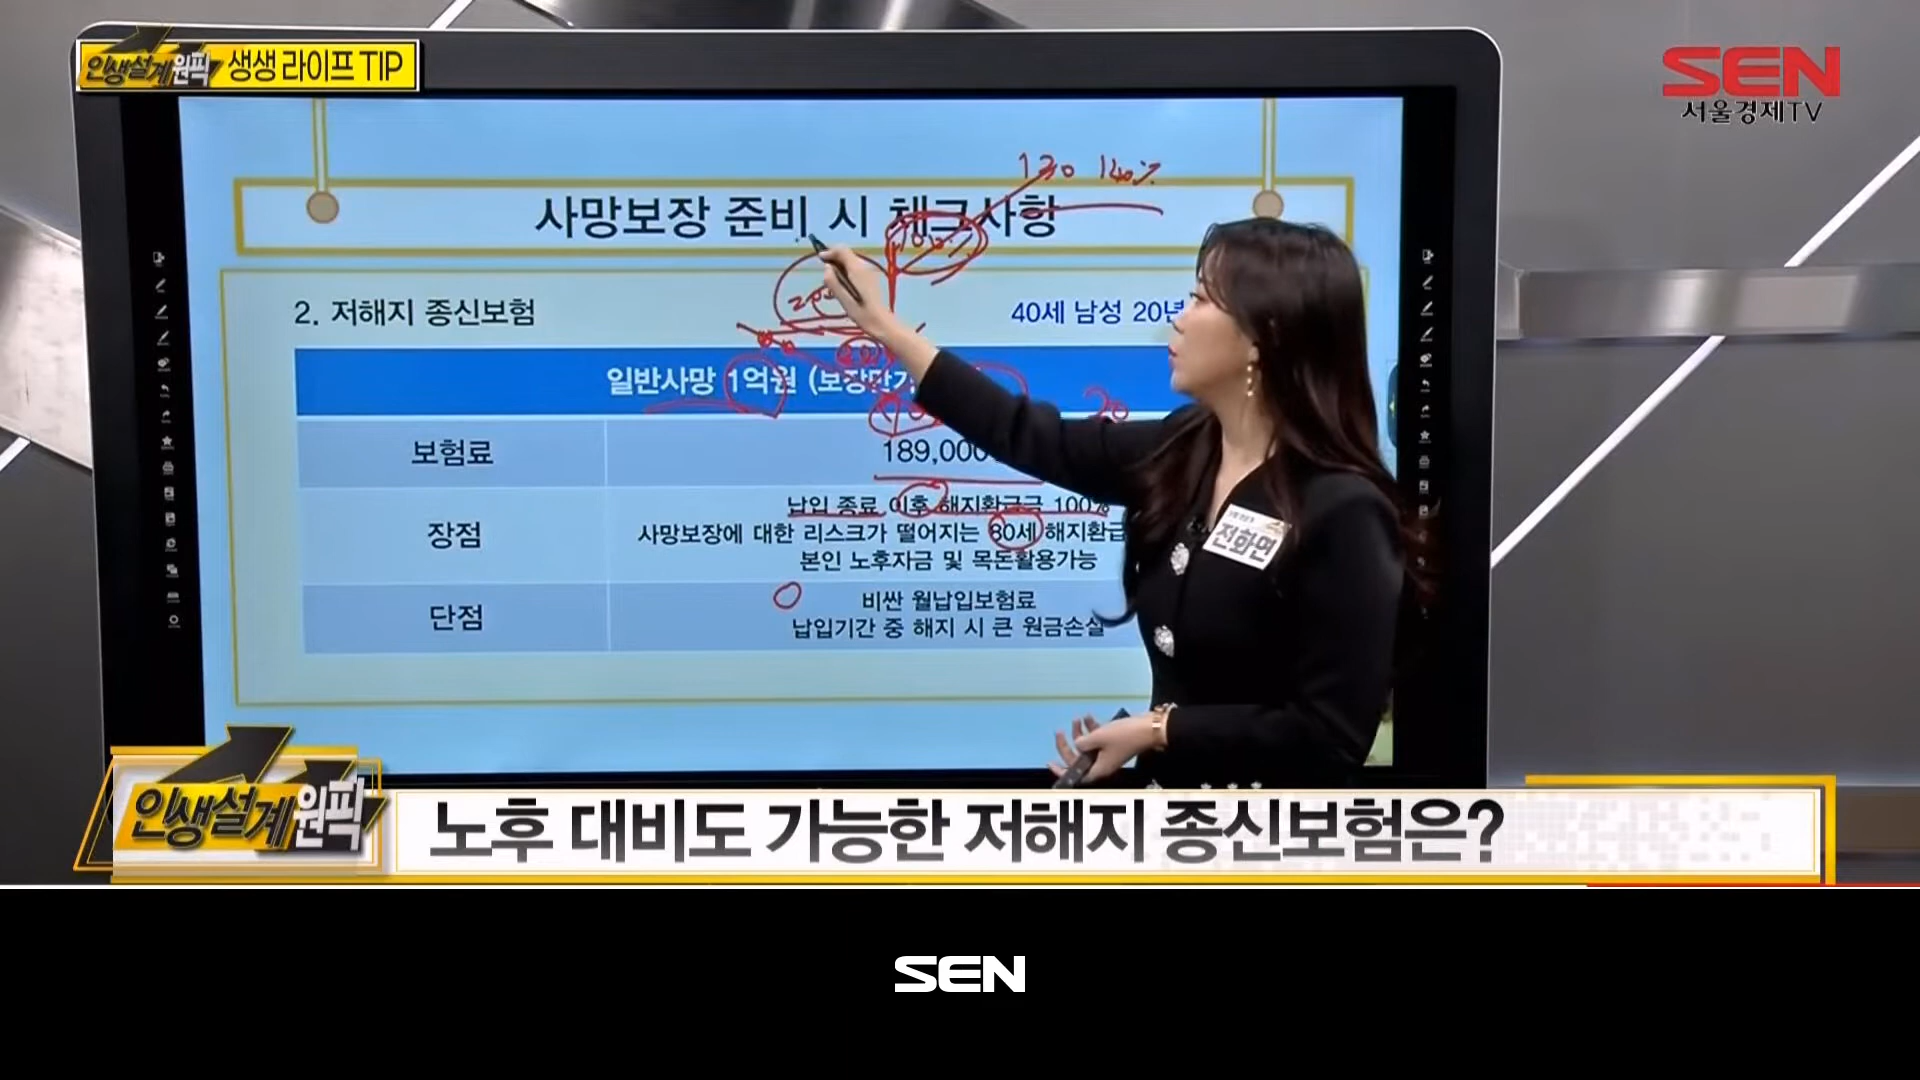 인생설계원픽 생생 라이프 TIP
SEN
서울경제TV
130 140%
사망보장 준비 시 체크사항
2. 저해지 종신보험
40세 남성 20년
일반사망 1억원 (보장단기
20
보험료
189,000
장점
납입 종료 이후 해지환급금 100%
사망보장에 대한 리스크가 떨어지는 80세 해지환급
본인 노후자금 및 목돈활용가능
단점
비싼 월납입보험료
납입기간 중 해지 시 큰 원금손실
전화면
인생설계원픽
노후 대비도 가능한 저해지 종신보험은?
SEN